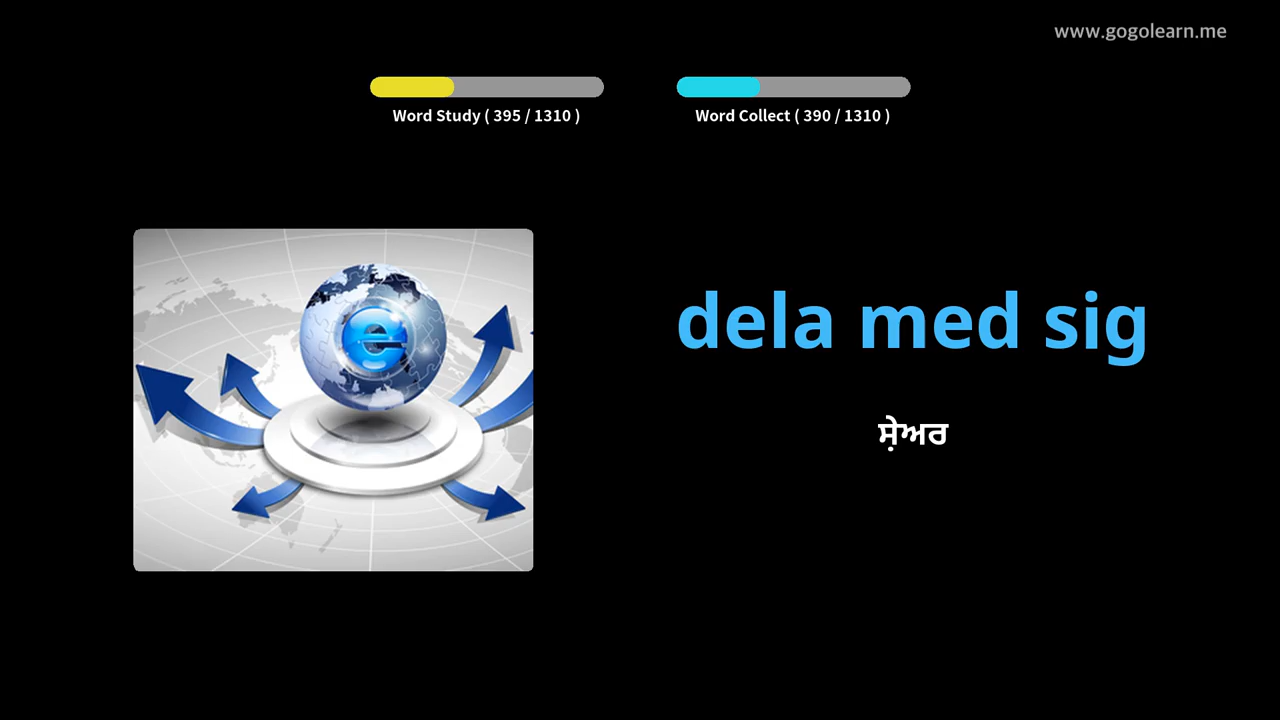 www.gogolearn.me
Word Study ( 395 / 1310 )
Word Collect ( 390 / 1310 )
e
dela med sig
ਸ਼ੇਅਰ